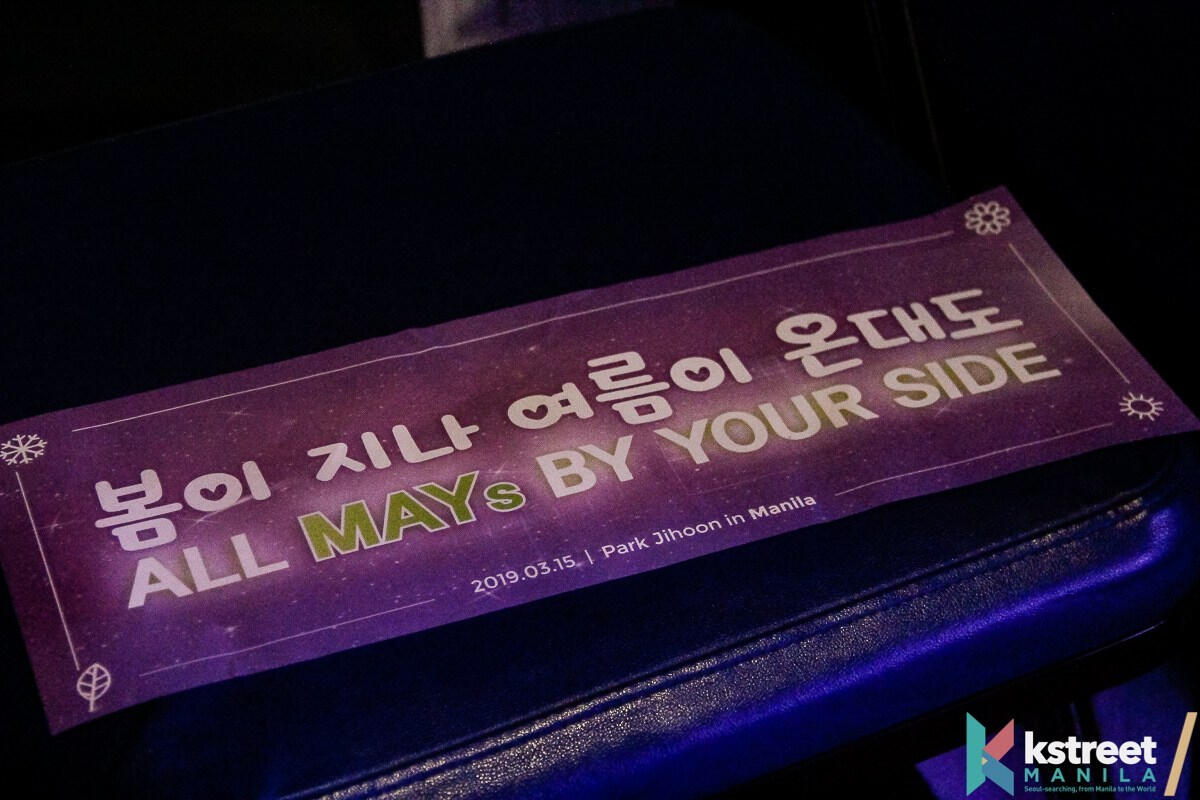 봄이 지나 여름이 온대도
ALL MAYs BY YOUR SIDE
2019.03.15 | Park Jihoon in Manila
kstreet
MANILA
Seoul-searching, from Manila to the World